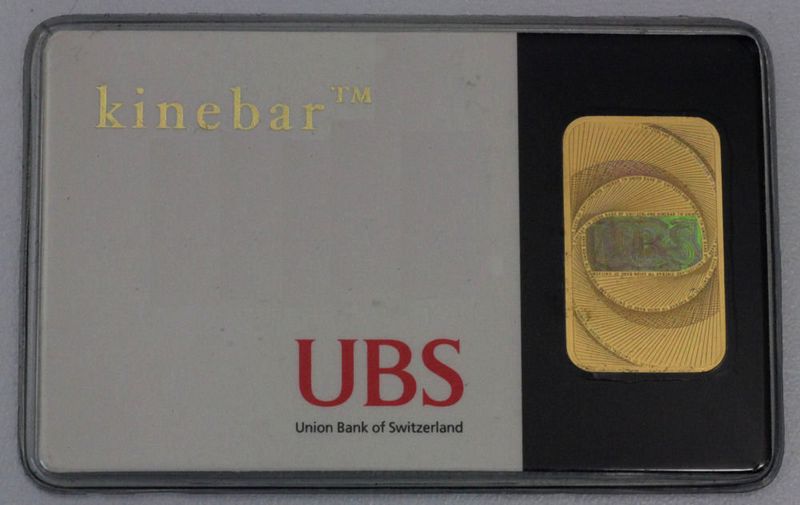 kinebar™
UBS
Union Bank of Switzerland
UBS